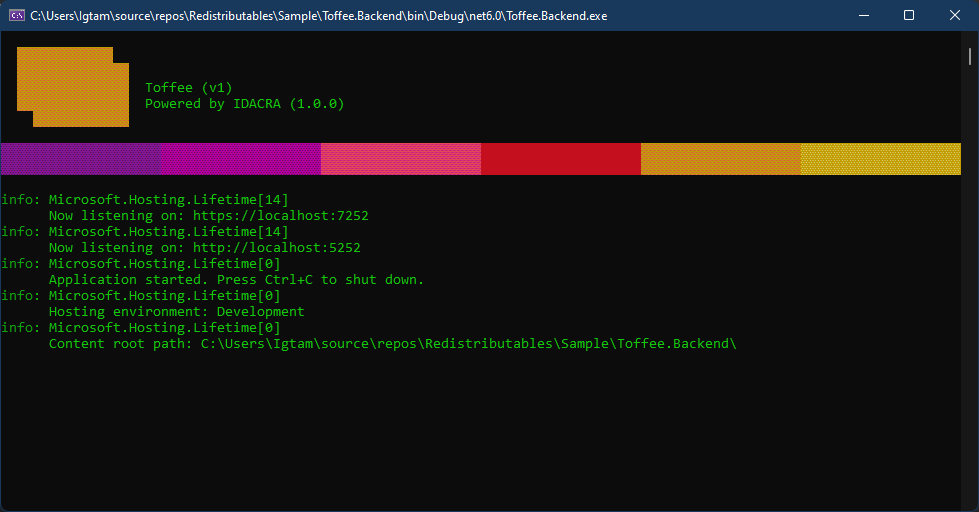 C:\Users\Igtam\source\repos\Redistributables\Sample\Toffee.Backend\bin\Debug\net6.0\Toffee.Backend.exe
Toffee (v1)
Powered by IDACRA (1.0.0)
info: Microsoft.Hosting.Lifetime[14]
Now listening on: https://localhost:7252
info: Microsoft.Hosting.Lifetime[14]
Now listening on: http://localhost:5252
info: Microsoft.Hosting.Lifetime[0]
Application started. Press Ctrl+C to shut down.
info: Microsoft.Hosting.Lifetime[0]
Hosting environment: Development
info: Microsoft.Hosting.Lifetime[0]
Content root path: C:\Users\Igtam\source\repos\Redistributables\Sample\Toffee.Backend\